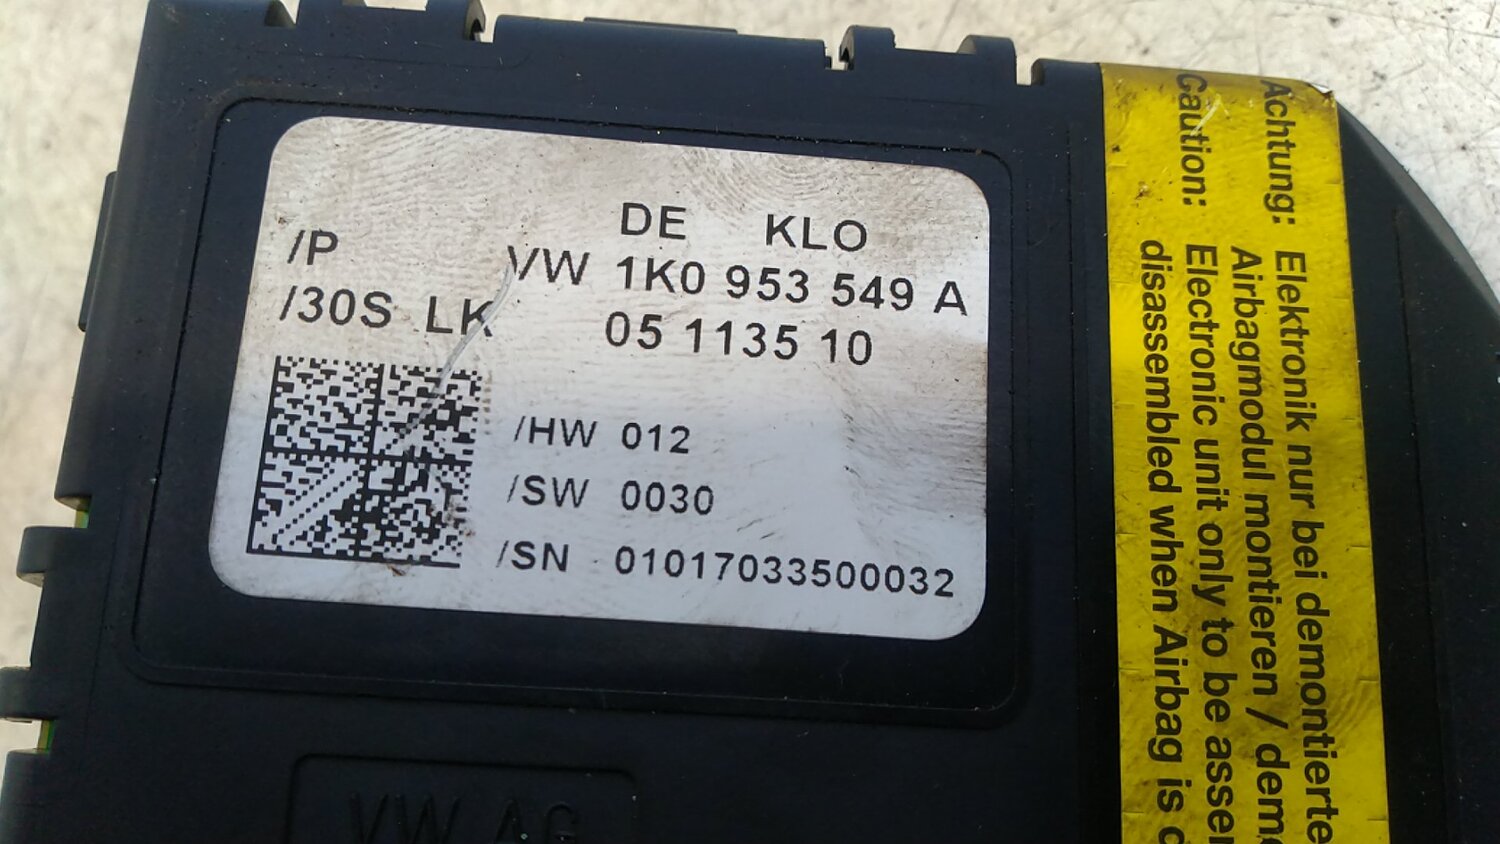 DE KLO
/P VW 1K0 953 549 A
/30S LK 05 1135 10
/HW 012
/SW 0030
/SN 01017033500032
VW AG
Achtung: Elektronik nur bei demontierte
Airbagmodul montieren / demo
Caution: Electronic unit only to be asse
disassembled when Airbag is